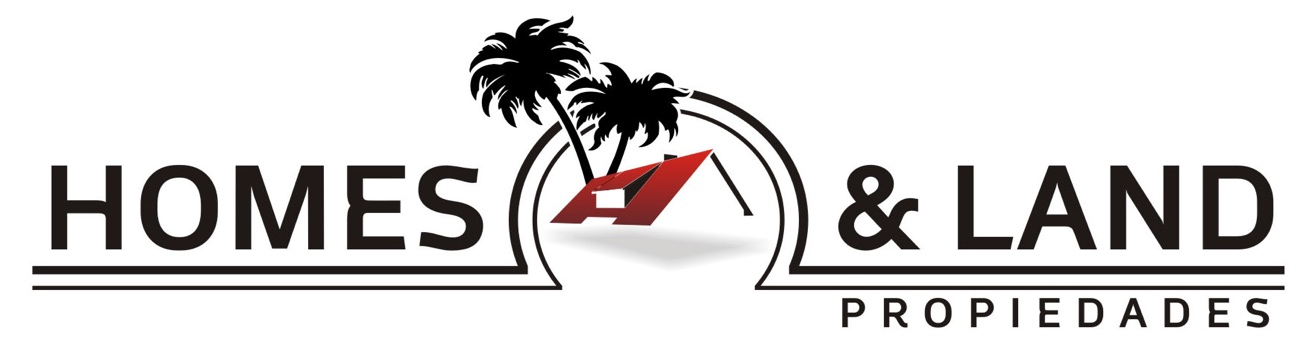 HOMES & LAND
PROPIEDADES